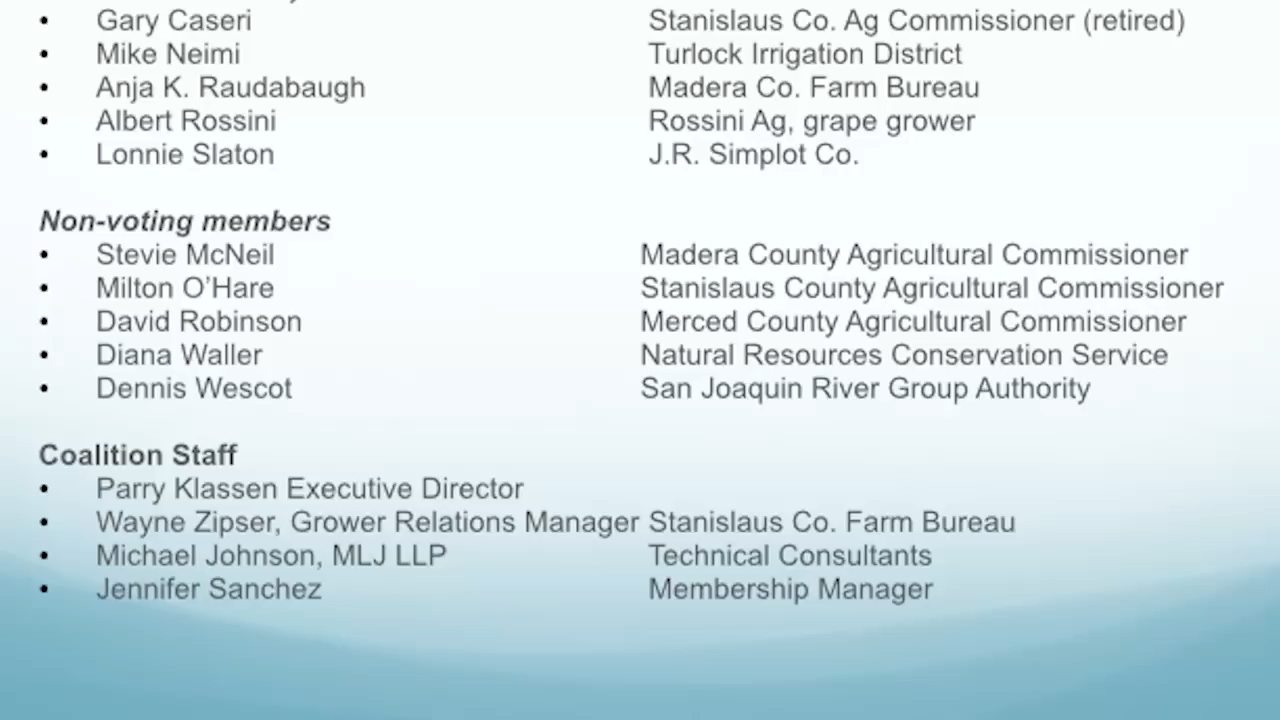 • Gary Caseri Stanislaus Co. Ag Commissioner (retired)
• Mike Neimi Turlock Irrigation District
• Anja K. Raudabaugh Madera Co. Farm Bureau
• Albert Rossini Rossini Ag, grape grower
• Lonnie Slaton J.R. Simplot Co.
Non-voting members
• Stevie McNeil Madera County Agricultural Commissioner
• Milton O’Hare Stanislaus County Agricultural Commissioner
• David Robinson Merced County Agricultural Commissioner
• Diana Waller Natural Resources Conservation Service
• Dennis Wescot San Joaquin River Group Authority
Coalition Staff
• Parry Klassen Executive Director
• Wayne Zipser, Grower Relations Manager Stanislaus Co. Farm Bureau
• Michael Johnson, MLJ LLP Technical Consultants
• Jennifer Sanchez Membership Manager